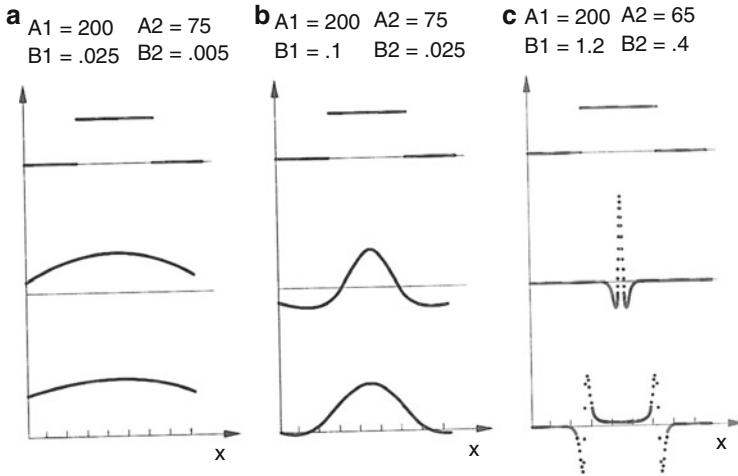 a A1 = 200 A2 = 75
B1 = .025 B2 = .005
b A1 = 200 A2 = 75
B1 = .1 B2 = .025
c A1 = 200 A2 = 65
B1 = 1.2 B2 = .4
x
x
x